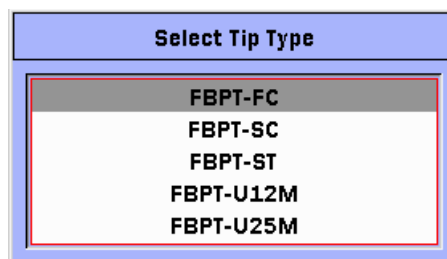 Select Tip Type
FBPT-FC
FBPT-SC
FBPT-ST
FBPT-U12M
FBPT-U25M